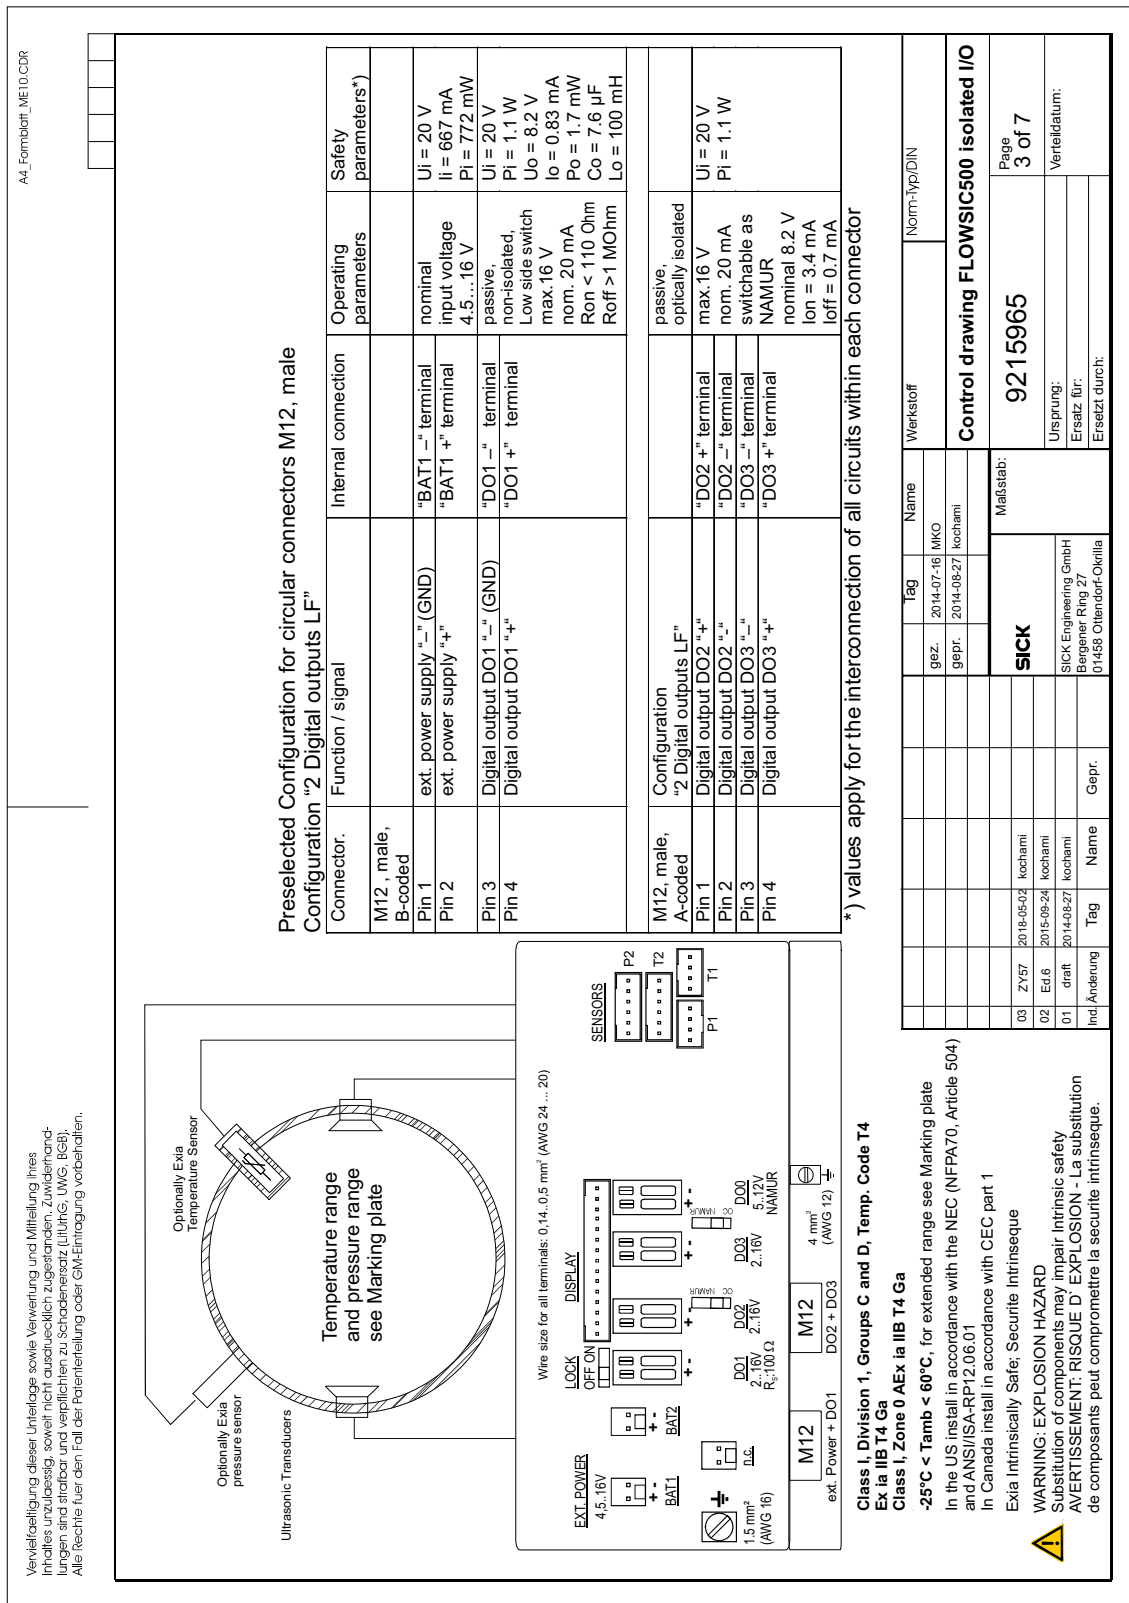 Vervielfaeltigung dieser Unterlage sowie Verwertung und Mitteilung ihres
Inhaltes unzulaessig, soweit nicht ausdruecklich zugestanden. Zuwiderhand-
lungen sind strafbar und verpflichten zu Schadenersatz (LitUrhG, UWG, BGB).
Alle Rechte fuer den Fall der Patenterteilung oder GM-Eintragung vorbehalten.
A4_Formblatt_ME10.CDR
Optionally Exia
pressure sensor
Optionally Exia
Temperature Sensor
Ultrasonic Transducers
Temperature range
and pressure range
see Marking plate
Wire size for all terminals: 0,14..0,5 mm² (AWG 24 ... 20)
EXT. POWER
4,5..16V
+ -
BAT1
+ -
BAT2
LOCK
OFF ON
DISPLAY
SENSORS
P2
T2
P1
T1
n.c.
1.5 mm²
(AWG 16)
+ -
DO1
2...16V
Rs:100 Ω
+ -
OC NAMUR
DO2
2..16V
+ -
DO3
2..16V
OC NAMUR
+ -
DO0
5..12V
NAMUR
M12
ext. Power + DO1
M12
DO2 + DO3
4 mm²
(AWG 12)
Preselected Configuration for circular connectors M12, male
Configuration “2 Digital outputs LF”
Connector. Function / signal Internal connection Operating parameters Safety parameters*)
M12 , male,
B-coded
Pin 1 ext. power supply “–” (GND) “BAT1 –“ terminal
Pin 2 ext. power supply “+” “BAT1 +” terminal
nominal
input voltage
4.5…16 V
Ui = 20 V
Ii = 667 mA
Pi = 772 mW
Pin 3 Digital output DO1 “–“ (GND) “DO1 –“ terminal
Pin 4 Digital output DO1 “+“ “DO1 +” terminal
passive,
non-isolated,
Low side switch
max.16 V
nom. 20 mA
Ron < 110 Ohm
Roff >1 MOhm
Ui = 20 V
Pi = 1.1 W
Uo = 8.2 V
Io = 0.83 mA
Po = 1.7 mW
Co = 7.6 µF
Lo = 100 mH
M12, male,
A-coded
Configuration
“2 Digital outputs LF”
Pin 1 Digital output DO2 “+“ “DO2 +” terminal
Pin 2 Digital output DO2 “-“ “DO2 –“ terminal
Pin 3 Digital output DO3 “–“ “DO3 –“ terminal
Pin 4 Digital output DO3 “+“ “DO3 +” terminal
passive,
optically isolated
max.16 V
nom. 20 mA
switchable as
NAMUR
nominal 8.2 V
Ion = 3.4 mA
Ioff = 0.7 mA
Ui = 20 V
Pi = 1.1 W
*) values apply for the interconnection of all circuits within each connector
Class I, Division 1, Groups C and D, Temp. Code T4
Ex ia IIB T4 Ga
Class I, Zone 0 AEx ia IIB T4 Ga
-25°C < Tamb < 60°C, for extended range see Marking plate
In the US install in accordance with the NEC (NFPA70, Article 504)
and ANSI/ISA-RP12.06.01
In Canada install in accordance with CEC part 1
Exia Intrinsically Safe; Securite Intrinseque
WARNING: EXPLOSION HAZARD
Substitution of components may impair Intrinsic safety
AVERTISSEMENT: RISQUE D` EXPLOSION - La substitution
de composants peut compromettre la securite intrinseque.
03 ZY57 2018-05-02 kochami
02 Ed.6 2015-09-24 kochami
01 draft 2014-08-27 kochami
Ind. Änderung Tag Name Gepr.
Tag Name
gez. 2014-07-16 MKO
gepr. 2014-08-27 kochami
SICK
SICK Engineering GmbH
Bergener Ring 27
01458 Ottendorf-Okrilla
Maßstab:
Werkstoff
Norm-Typ/DIN
Control drawing FLOWSIC500 isolated I/O
9215965
Page
3 of 7
Ursprung:
Ersatz für:
Ersetzt durch:
Verteildatum: